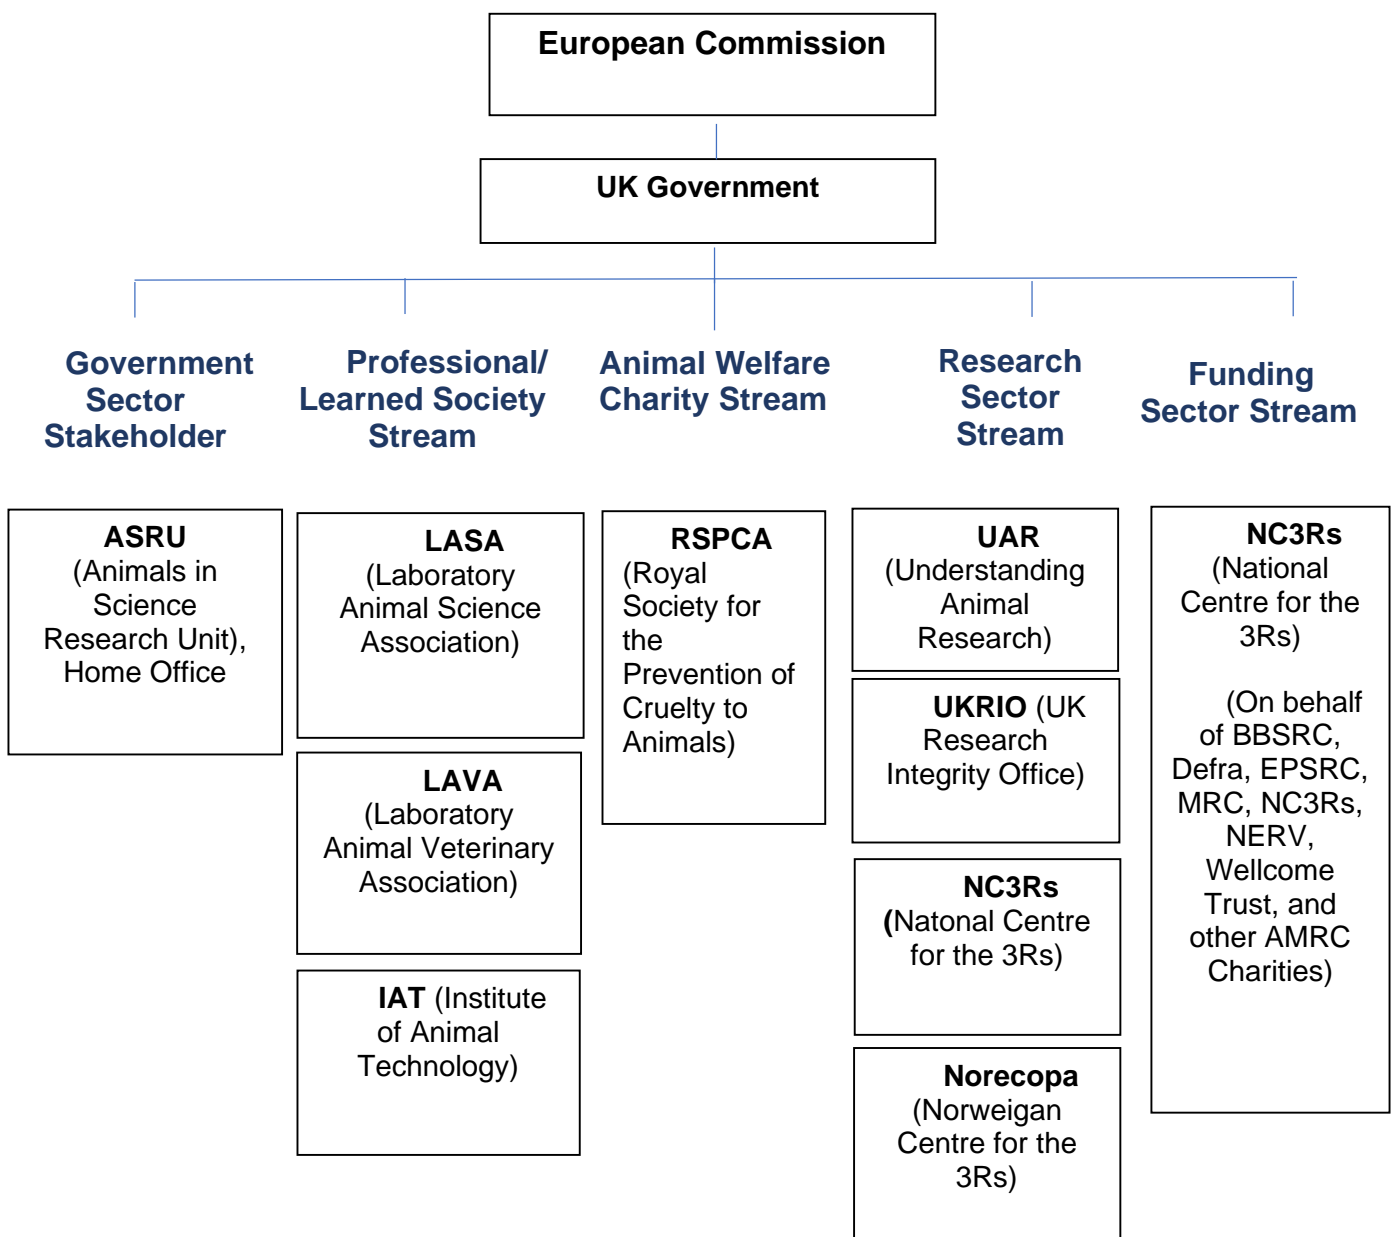 European Commission
UK Government
Government
Sector
Stakeholder
Professional/
Learned Society
Stream
Animal Welfare
Charity Stream
Research
Sector
Stream
Funding
Sector Stream
ASRU
(Animals in
Science
Research Unit),
Home Office
LASA
(Laboratory
Animal Science
Association)
LAVA
(Laboratory
Animal Veterinary
Association)
IAT (Institute
of Animal
Technology)
RSPCA
(Royal
Society for
the
Prevention of
Cruelty to
Animals)
UAR
(Understanding
Animal
Research)
UKRIO (UK
Research
Integrity Office)
NC3Rs
(Natonal Centre
for the 3Rs)
Norecopa
(Norweigan
Centre for the
3Rs)
NC3Rs
(National
Centre for the
3Rs)
(On behalf
of BBSRC,
Defra, EPSRC,
MRC, NC3Rs,
NERV,
Wellcome
Trust, and
other AMRC
Charities)